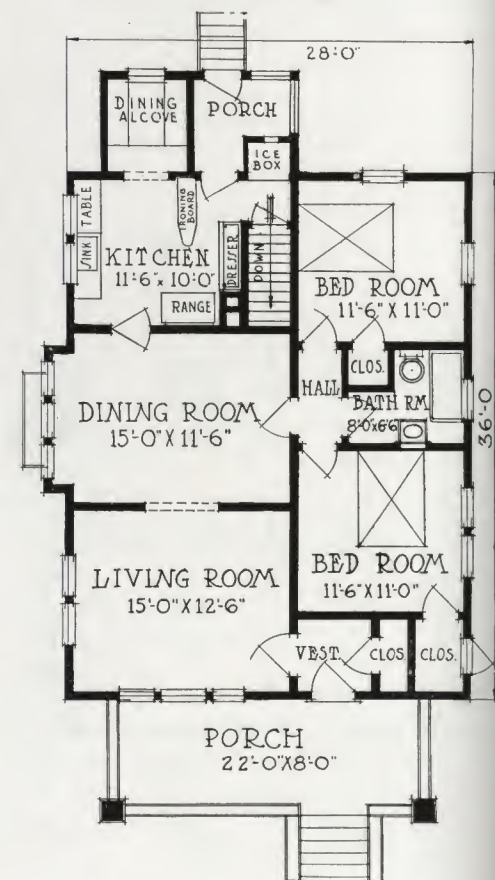 28'-0"
DINING
ALCOVE
PORCH
ICE
BOX
TABLE
IRONING
BOARD
SINK
KITCHEN
11'-6" x 10'-0"
DRESSER
DOWN
RANGE
BED ROOM
11'-6" X 11'-0"
CLOS.
HALL
BATH RM.
8'-0"x6'6"
36'-0
DINING ROOM
15'-0" X 11'-6"
BED ROOM
11'-6"X11'-0"
LIVING ROOM
15'-0"X12'-6"
VEST.
CLOS.
CLOS.
PORCH
22'-0"X8'-0"